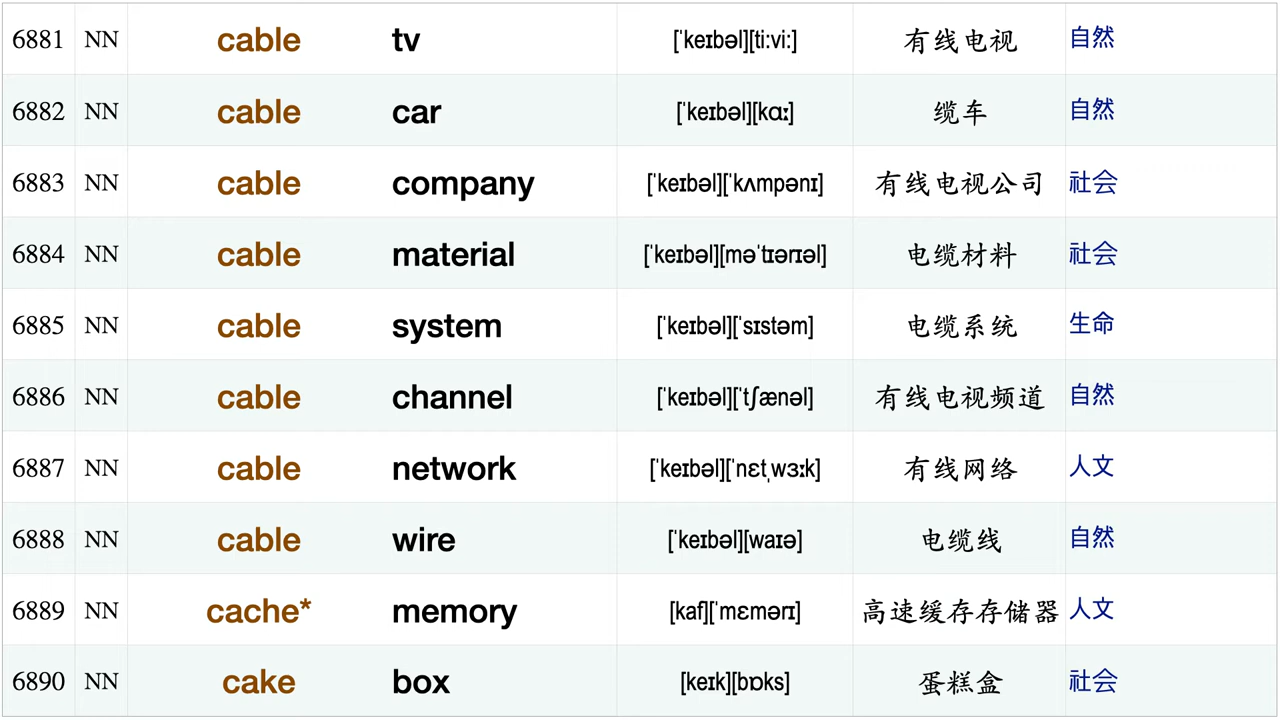 6881 NN cable tv [ˈkeɪbəl][tiːviː] 有线电视 自然
6882 NN cable car [ˈkeɪbəl][kɑː] 缆车 自然
6883 NN cable company [ˈkeɪbəl][ˈkʌmpənɪ] 有线电视公司 社会
6884 NN cable material [ˈkeɪbəl][məˈtɪərɪəl] 电缆材料 社会
6885 NN cable system [ˈkeɪbəl][ˈsɪstəm] 电缆系统 生命
6886 NN cable channel [ˈkeɪbəl][ˈtʃænəl] 有线电视频道 自然
6887 NN cable network [ˈkeɪbəl][ˈnɛtˌwɜːk] 有线网络 人文
6888 NN cable wire [ˈkeɪbəl][waɪə] 电缆线 自然
6889 NN cache* memory [kaf][ˈmɛmərɪ] 高速缓存存储器 人文
6890 NN cake box [keɪk][bɒks] 蛋糕盒 社会